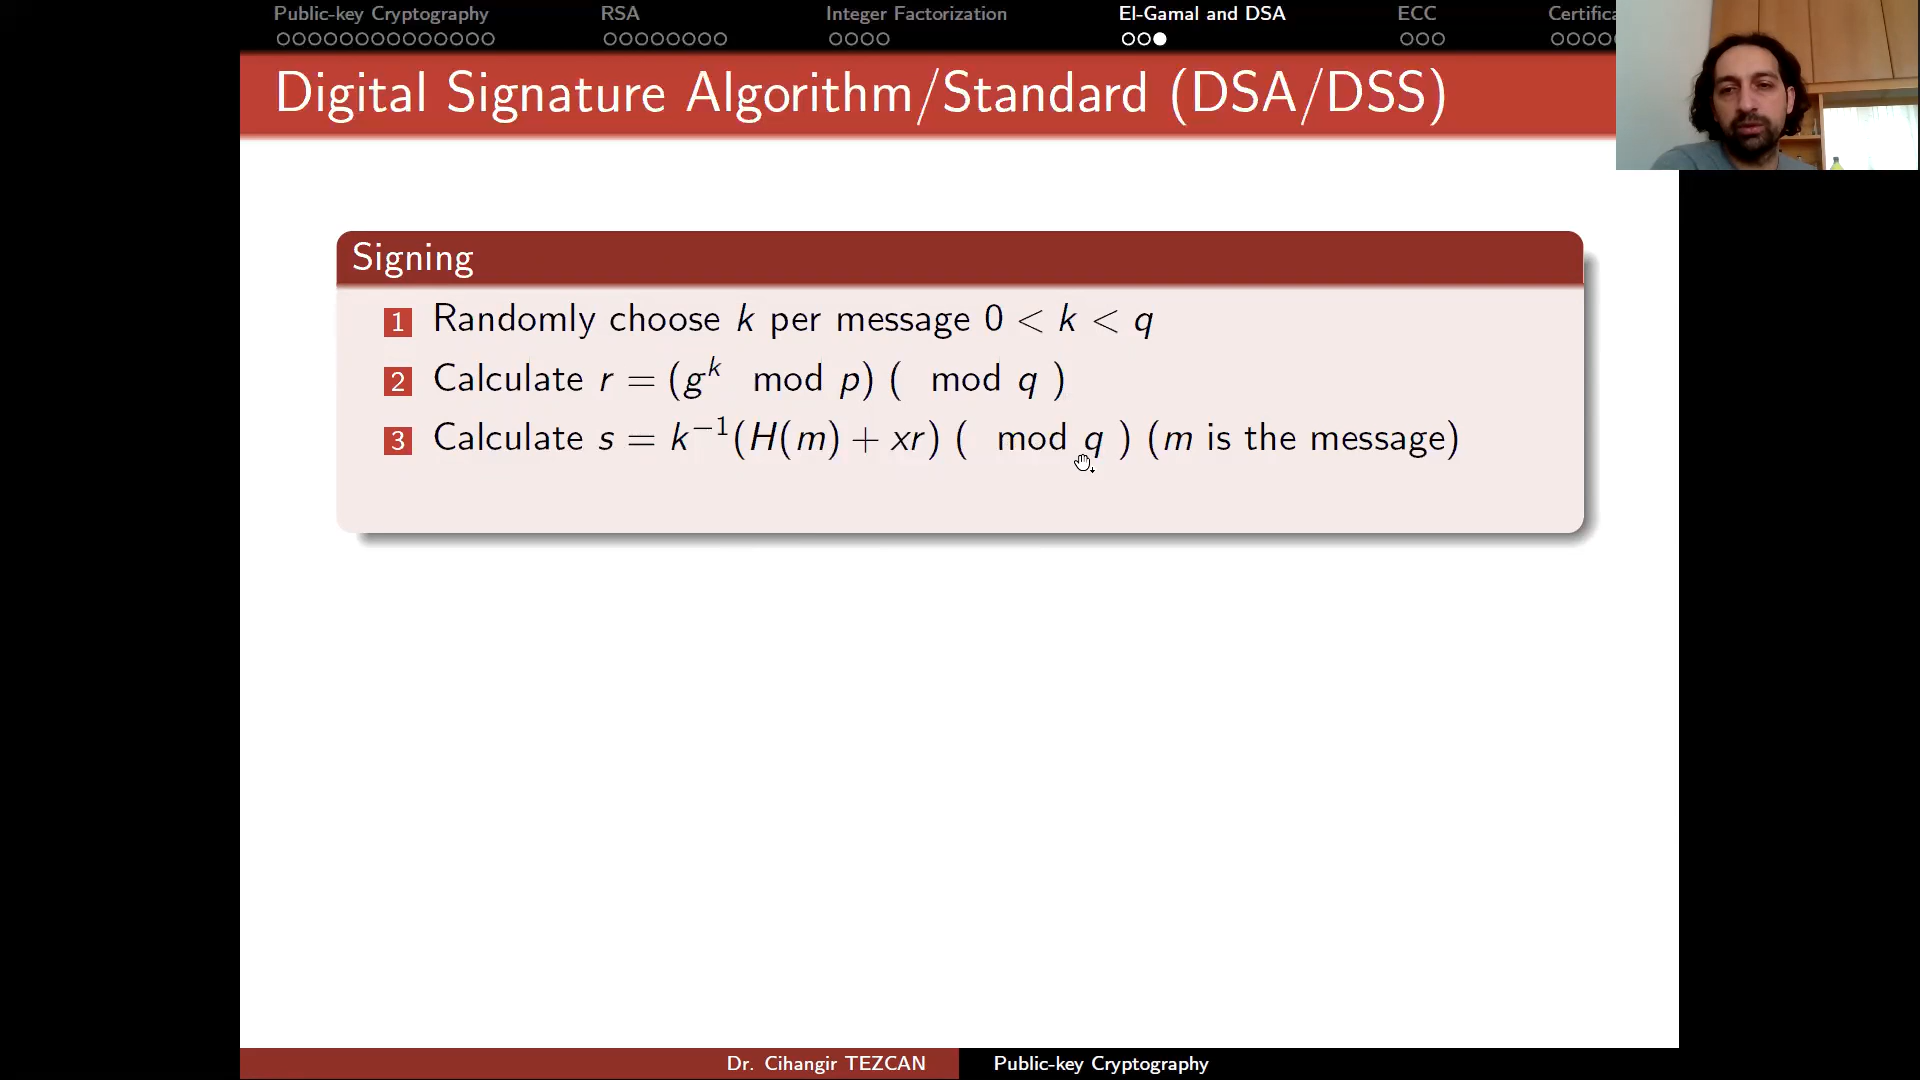 Public-key Cryptography RSA Integer Factorization El-Gamal and DSA ECC Certifica
Digital Signature Algorithm/Standard (DSA/DSS)
Signing
1 Randomly choose k per message 0 < k < q
2 Calculate r = (g^k mod p) ( mod q )
3 Calculate s = k^−1(H(m) + xr) ( mod q ) (m is the message)
Dr. Cihangir TEZCAN Public-key Cryptography